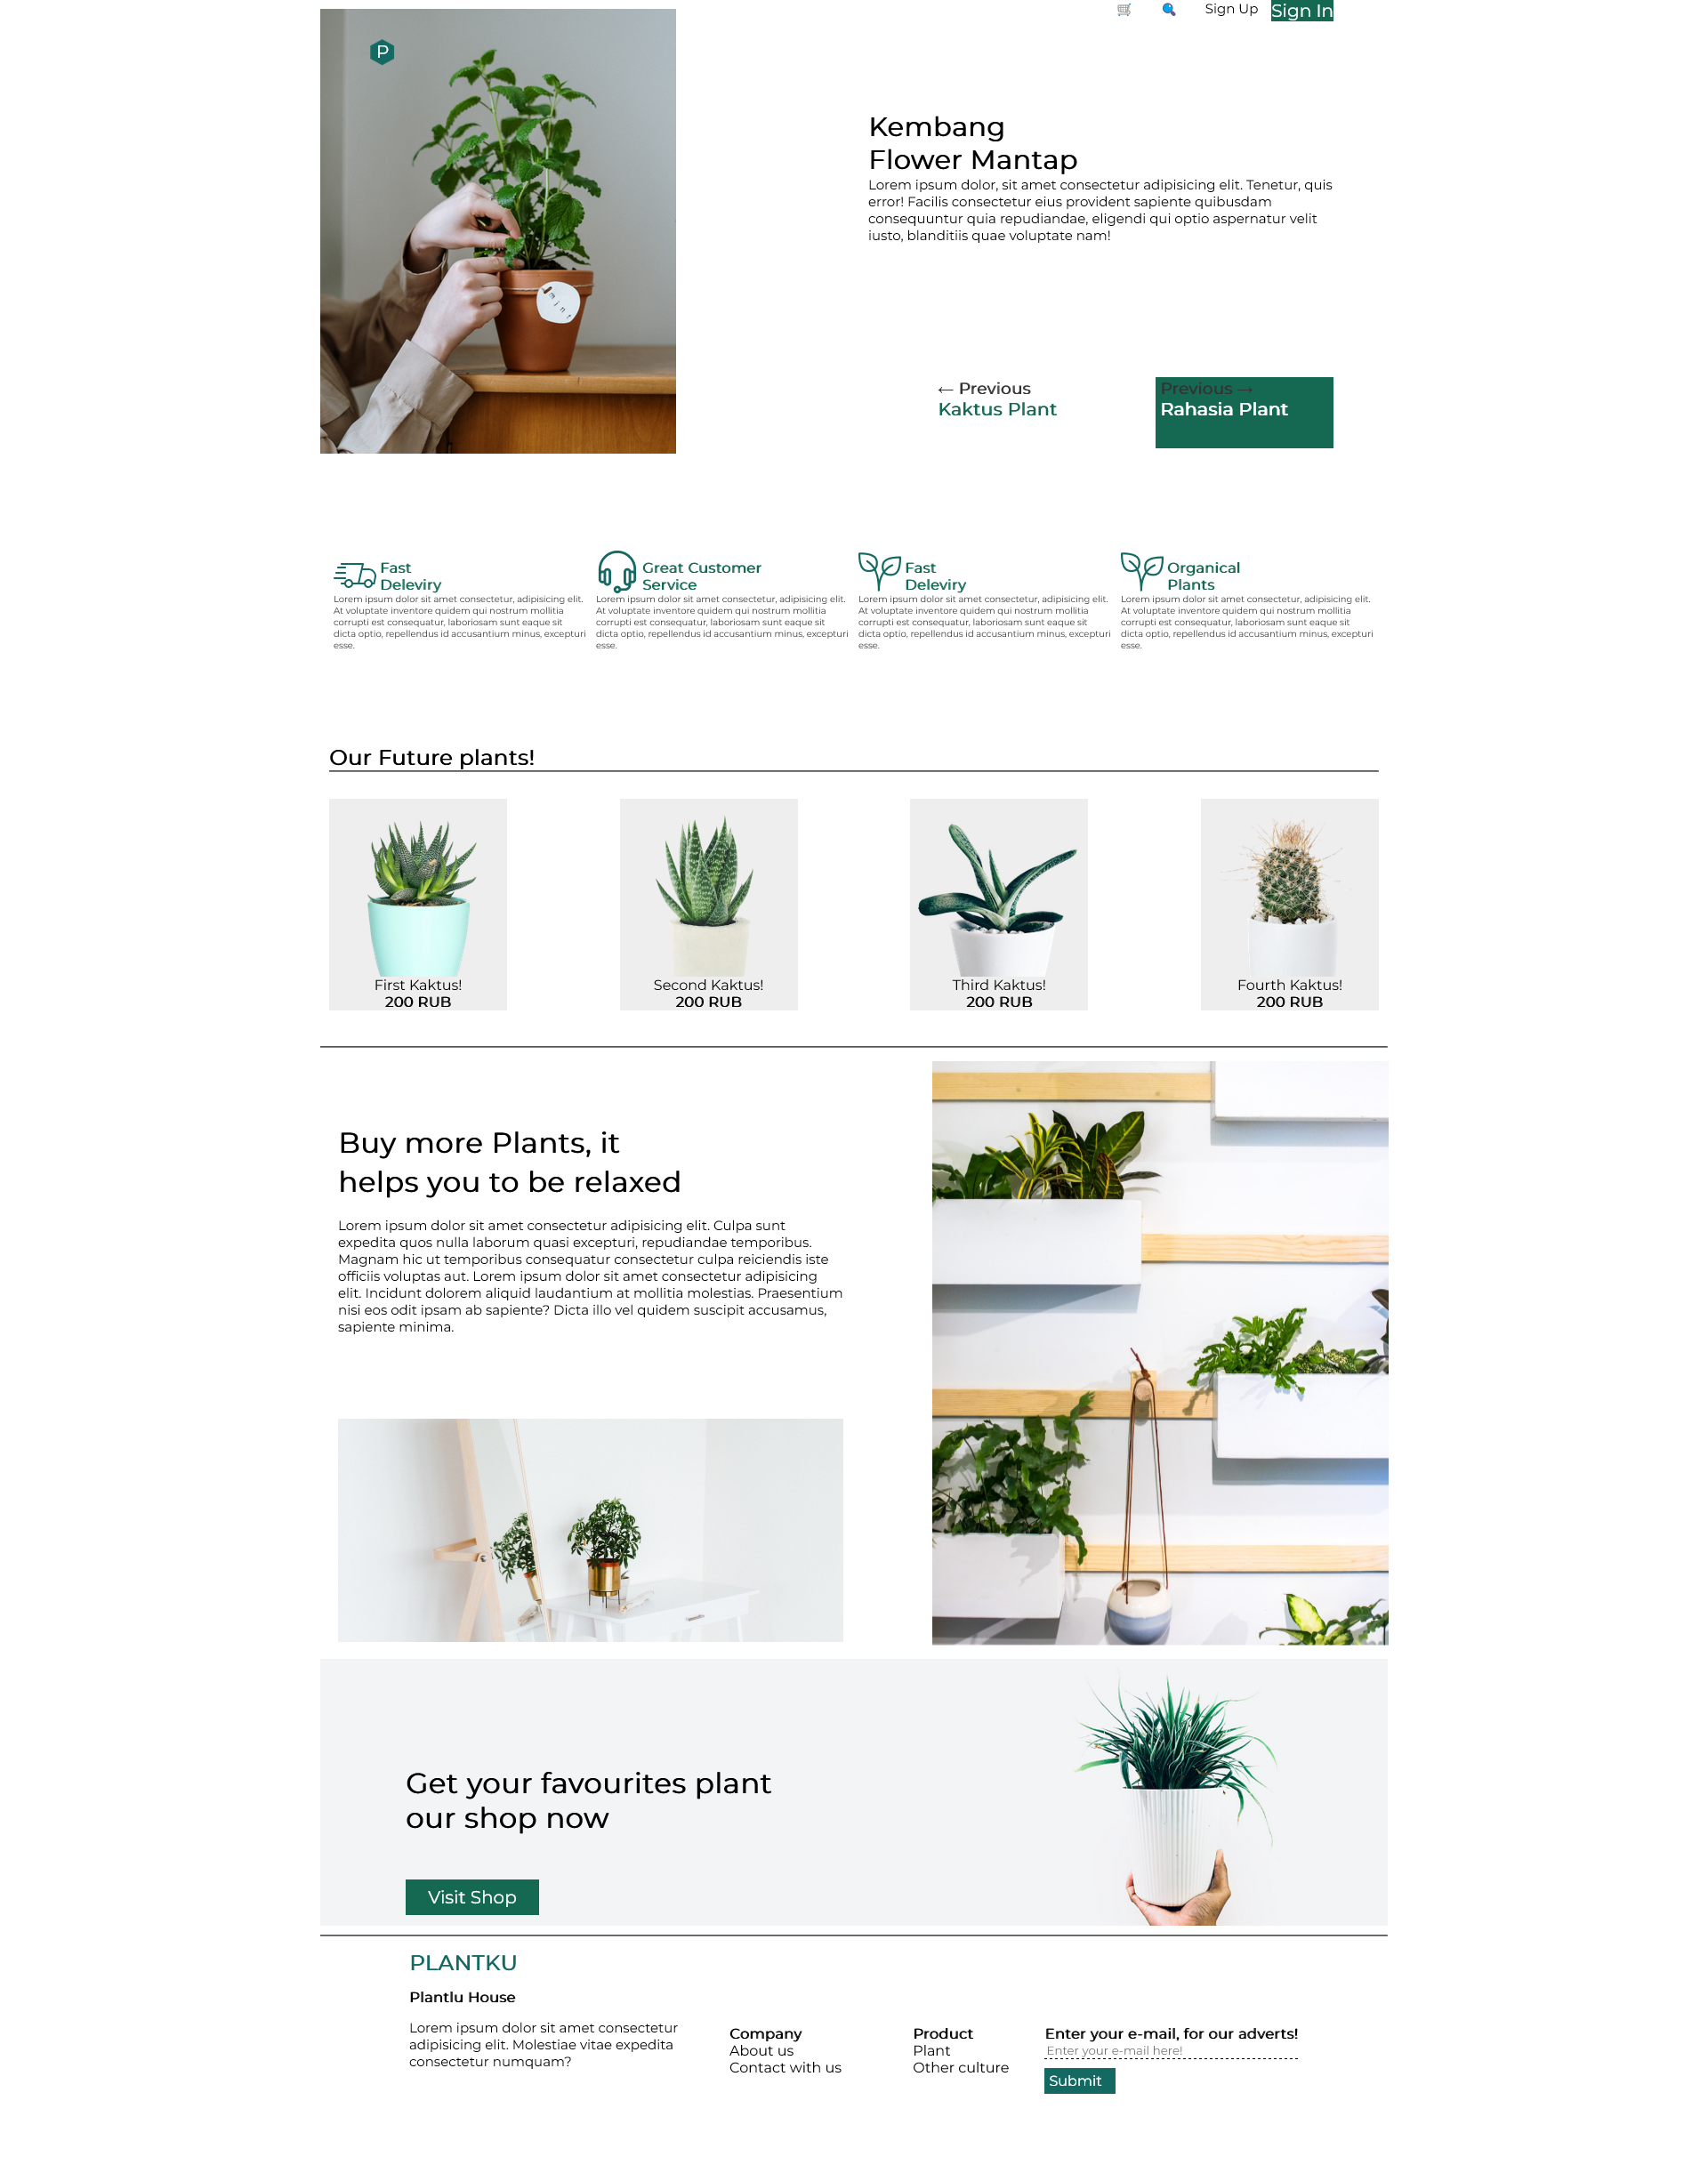 Sign Up
Sign In
P
mint
Kembang
Flower Mantap
Lorem ipsum dolor, sit amet consectetur adipisicing elit. Tenetur, quis
error! Facilis consectetur eius provident sapiente quibusdam
consequuntur quia repudiandae, eligendi qui optio aspernatur velit
iusto, blanditiis quae voluptate nam!
← Previous
Kaktus Plant
Previous →
Rahasia Plant
Fast
Deleviry
Lorem ipsum dolor sit amet consectetur, adipisicing elit.
At voluptate inventore quidem qui nostrum mollitia
corrupti est consequatur, laboriosam sunt eaque sit
dicta optio, repellendus id accusantium minus, excepturi
esse.
Great Customer
Service
Lorem ipsum dolor sit amet consectetur, adipisicing elit.
At voluptate inventore quidem qui nostrum mollitia
corrupti est consequatur, laboriosam sunt eaque sit
dicta optio, repellendus id accusantium minus, excepturi
esse.
Fast
Deleviry
Lorem ipsum dolor sit amet consectetur, adipisicing elit.
At voluptate inventore quidem qui nostrum mollitia
corrupti est consequatur, laboriosam sunt eaque sit
dicta optio, repellendus id accusantium minus, excepturi
esse.
Organical
Plants
Lorem ipsum dolor sit amet consectetur, adipisicing elit.
At voluptate inventore quidem qui nostrum mollitia
corrupti est consequatur, laboriosam sunt eaque sit
dicta optio, repellendus id accusantium minus, excepturi
esse.
Our Future plants!
First Kaktus!
200 RUB
Second Kaktus!
200 RUB
Third Kaktus!
200 RUB
Fourth Kaktus!
200 RUB
Buy more Plants, it
helps you to be relaxed
Lorem ipsum dolor sit amet consectetur adipisicing elit. Culpa sunt
expedita quos nulla laborum quasi excepturi, repudiandae temporibus.
Magnam hic ut temporibus consequatur consectetur culpa reiciendis iste
officiis voluptas aut. Lorem ipsum dolor sit amet consectetur adipisicing
elit. Incidunt dolorem aliquid laudantium at mollitia molestias. Praesentium
nisi eos odit ipsam ab sapiente? Dicta illo vel quidem suscipit accusamus,
sapiente minima.
Get your favourites plant
our shop now
Visit Shop
PLANTKU
Plantlu House
Lorem ipsum dolor sit amet consectetur
adipisicing elit. Molestiae vitae expedita
consectetur numquam?
Company
About us
Contact with us
Product
Plant
Other culture
Enter your e-mail, for our adverts!
Enter your e-mail here!
Submit